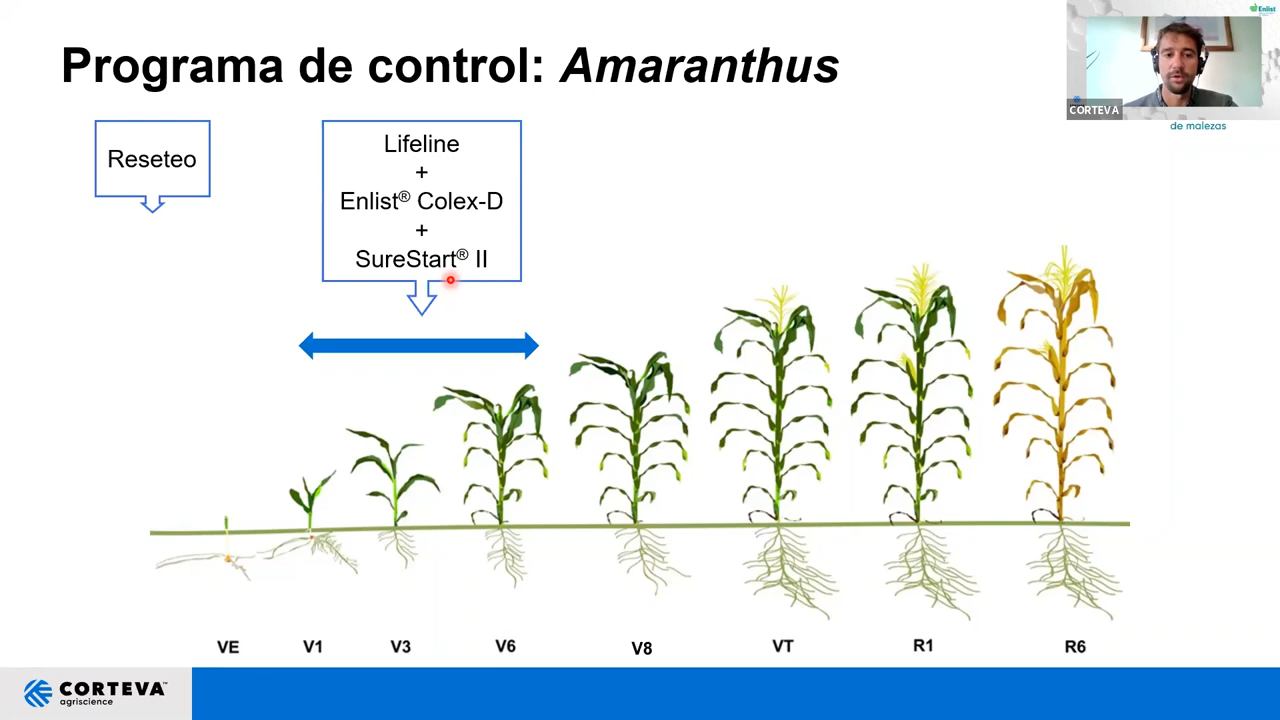 Programa de control: Amaranthus
Enlist
CORTEVA
de malezas
Reseteo
Lifeline
+
Enlist® Colex-D
+
SureStart® II
VE V1 V3 V6 V8 VT R1 R6
CORTEVA™
agriscience